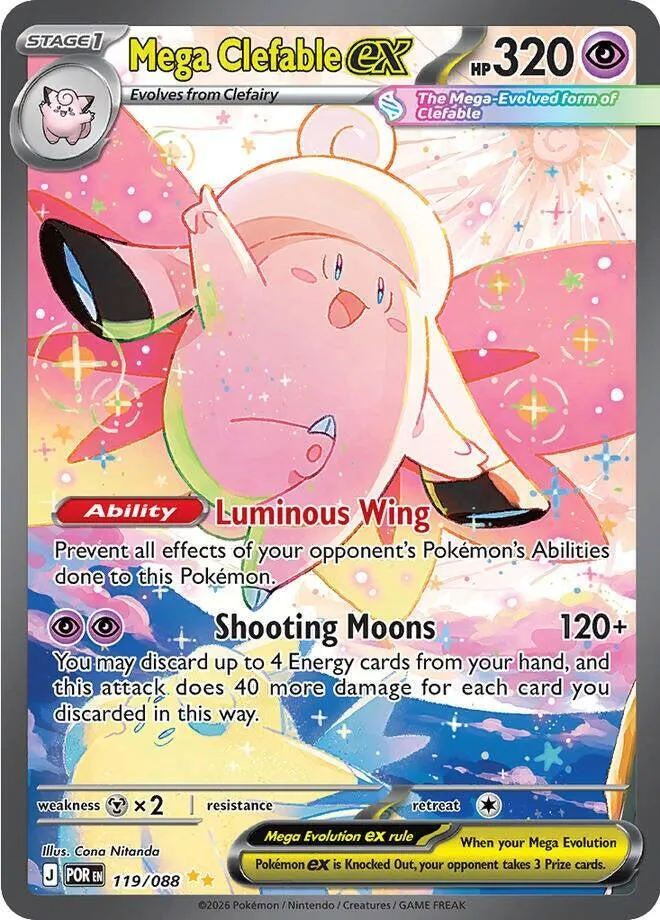 STAGE 1
Mega Clefable ex
HP 320
Evolves from Clefairy
The Mega-Evolved form of
Clefable
Ability Luminous Wing
Prevent all effects of your opponent's Pokémon's Abilities
done to this Pokémon.
Shooting Moons 120+
You may discard up to 4 Energy cards from your hand, and
this attack does 40 more damage for each card you
discarded in this way.
weakness ×2 resistance retreat
Illus. Cona Nitanda
Mega Evolution ex rule When your Mega Evolution
Pokémon ex is Knocked Out, your opponent takes 3 Prize cards.
J POR EN 119/088
©2026 Pokémon / Nintendo / Creatures / GAME FREAK